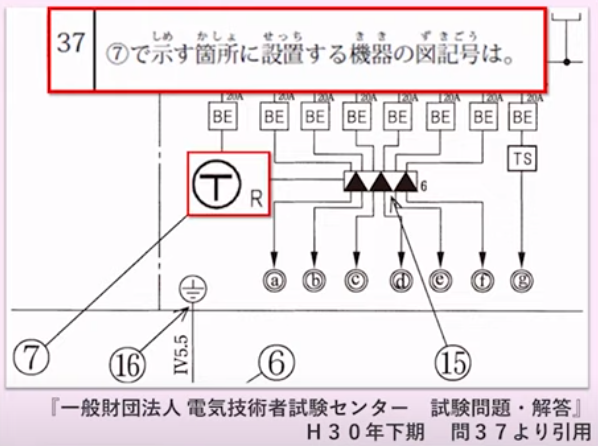 37 ⑦で示す箇所に設置する機器の図記号は。
しめ かしょ せっち きき ずきごう
20A 20A 20A 20A 20A 20A 20A 20A
BE BE BE BE BE BE BE BE
TS
T R
6
ⓐ ⓑ ⓒ ⓓ ⓔ ⓕ ⓖ
IV5.5
⑦ ⑯ ⑥ ⑮
『一般財団法人 電気技術者試験センター 試験問題・解答』
H30年下期 問37より引用